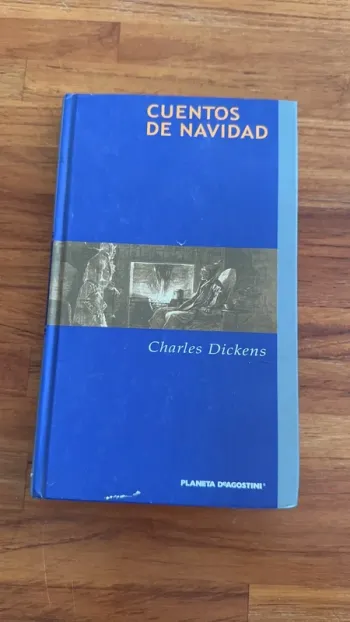 CUENTOS
DE NAVIDAD
Charles Dickens
PLANETA DEAGOSTINI